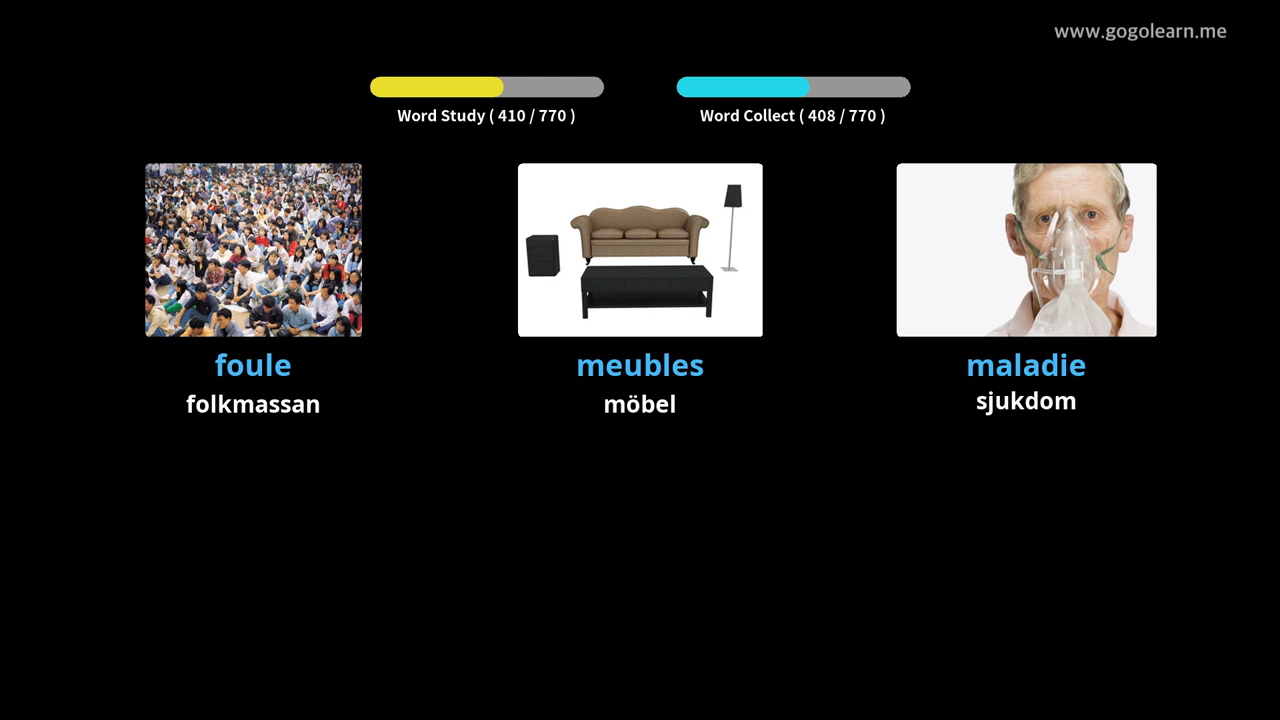 www.gogolearn.me
Word Study ( 410 / 770 )
Word Collect ( 408 / 770 )
foule
folkmassan
meubles
möbel
maladie
sjukdom